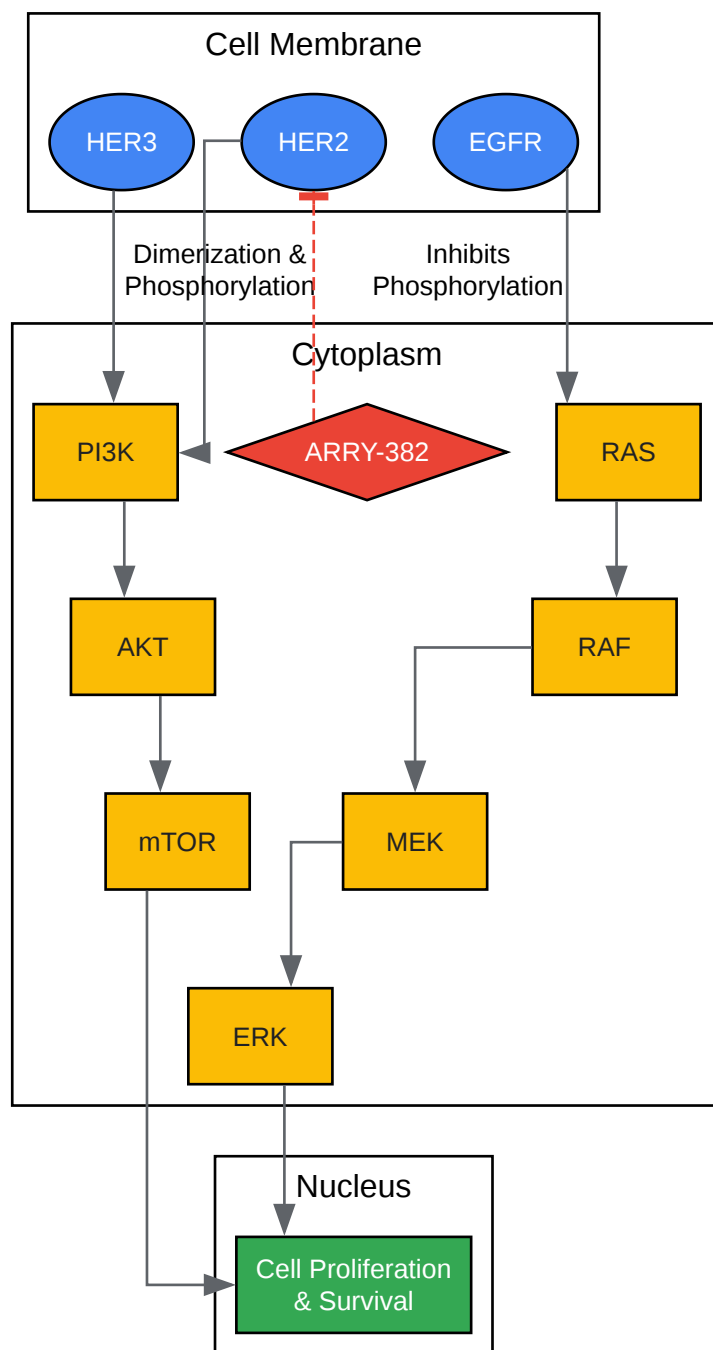 Cell Membrane
HER3
HER2
EGFR
Dimerization &
Phosphorylation
Inhibits
Phosphorylation
Cytoplasm
PI3K
ARRY-382
RAS
AKT
RAF
mTOR
MEK
ERK
Nucleus
Cell Proliferation
& Survival